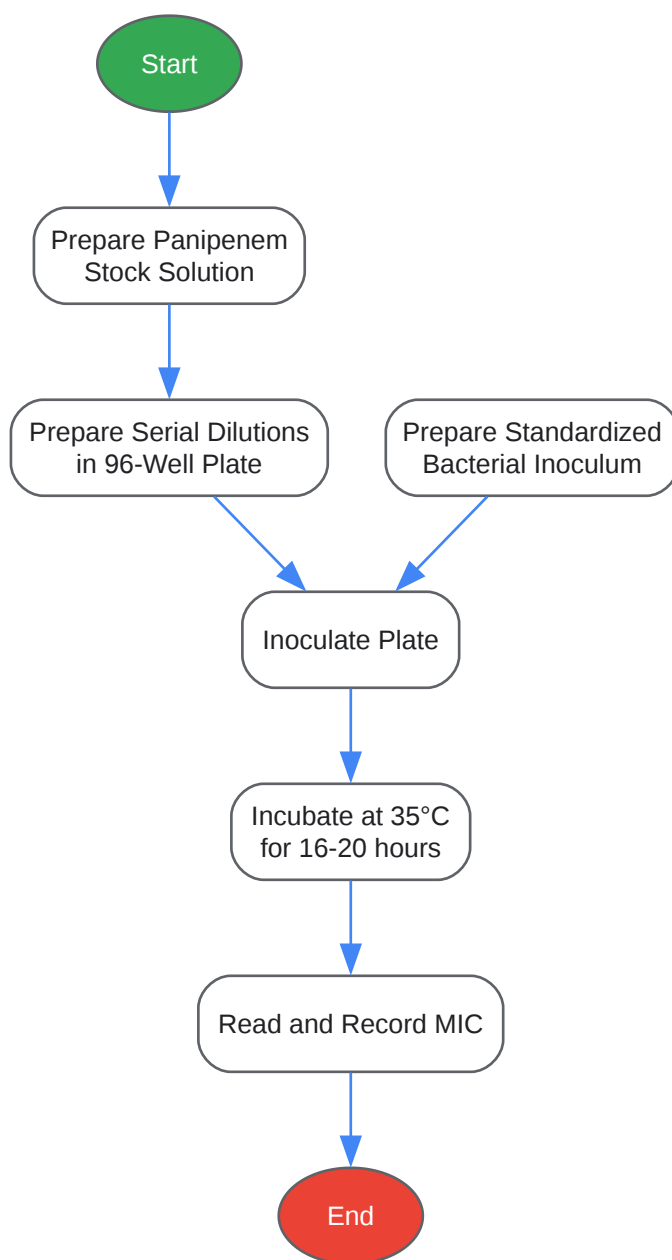 Start
Prepare Panipenem
Stock Solution
Prepare Serial Dilutions
in 96-Well Plate
Prepare Standardized
Bacterial Inoculum
Inoculate Plate
Incubate at 35°C
for 16-20 hours
Read and Record MIC
End